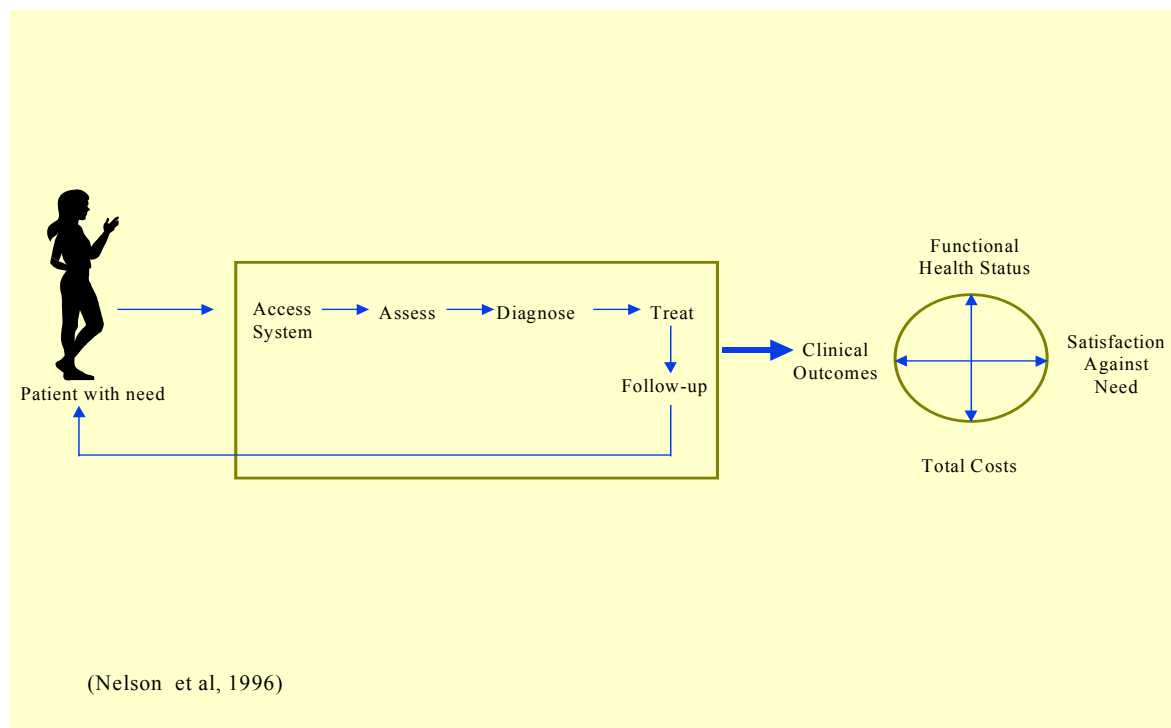 Patient with need
Access
System
Assess
Diagnose
Treat
Follow-up
Clinical
Outcomes
Functional
Health Status
Satisfaction
Against
Need
Total Costs
(Nelson et al, 1996)